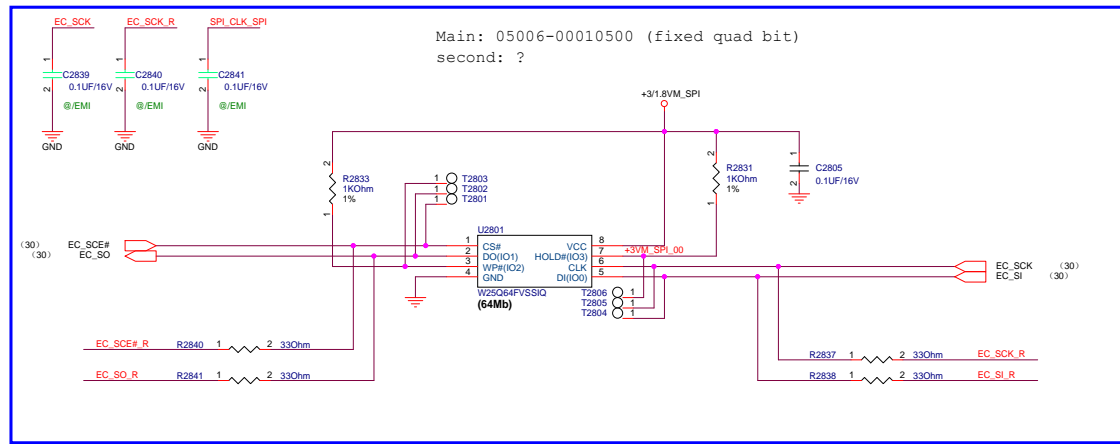 EC_SCK EC_SCK_R SPI_CLK_SPI
Main: 05006-00010500 (fixed quad bit)
second: ?
1 1 1
C2839 C2840 C2841
0.1UF/16V 0.1UF/16V 0.1UF/16V
2 2 2
@/EMI @/EMI @/EMI
GND GND GND
+3/1.8VM_SPI
2 2 1
R2833 1 T2803 R2831 C2805
1KOhm 1 T2802 1KOhm 0.1UF/16V
1% 1 T2801 1% 2
1 1
U2801
(30) EC_SCE# 1 CS# VCC 8
(30) EC_SO 2 DO(IO1) HOLD#(IO3) 7 +3VM_SPI_00
3 WP#(IO2) CLK 6 EC_SCK (30)
4 GND DI(IO0) 5 EC_SI (30)
W25Q64FVSSIQ
(64Mb)
GND
T2806 1
T2805 1
T2804 1
EC_SCE#_R R2840 1 2 33Ohm
EC_SO_R R2841 1 2 33Ohm
R2837 1 2 33Ohm EC_SCK_R
R2838 1 2 33Ohm EC_SI_R